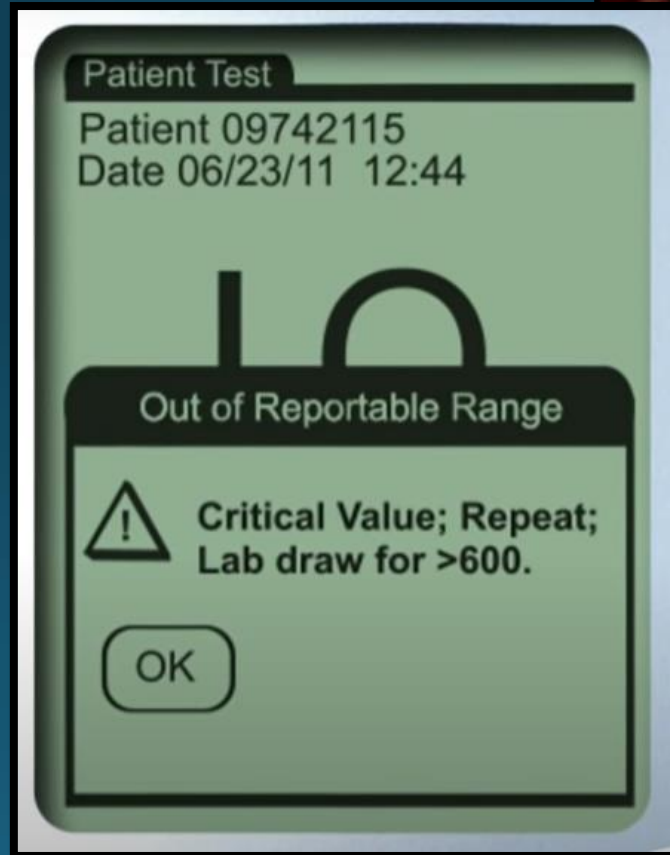 Patient Test
Patient 09742115
Date 06/23/11 12:44
Out of Reportable Range
!
Critical Value; Repeat;
Lab draw for >600.
OK